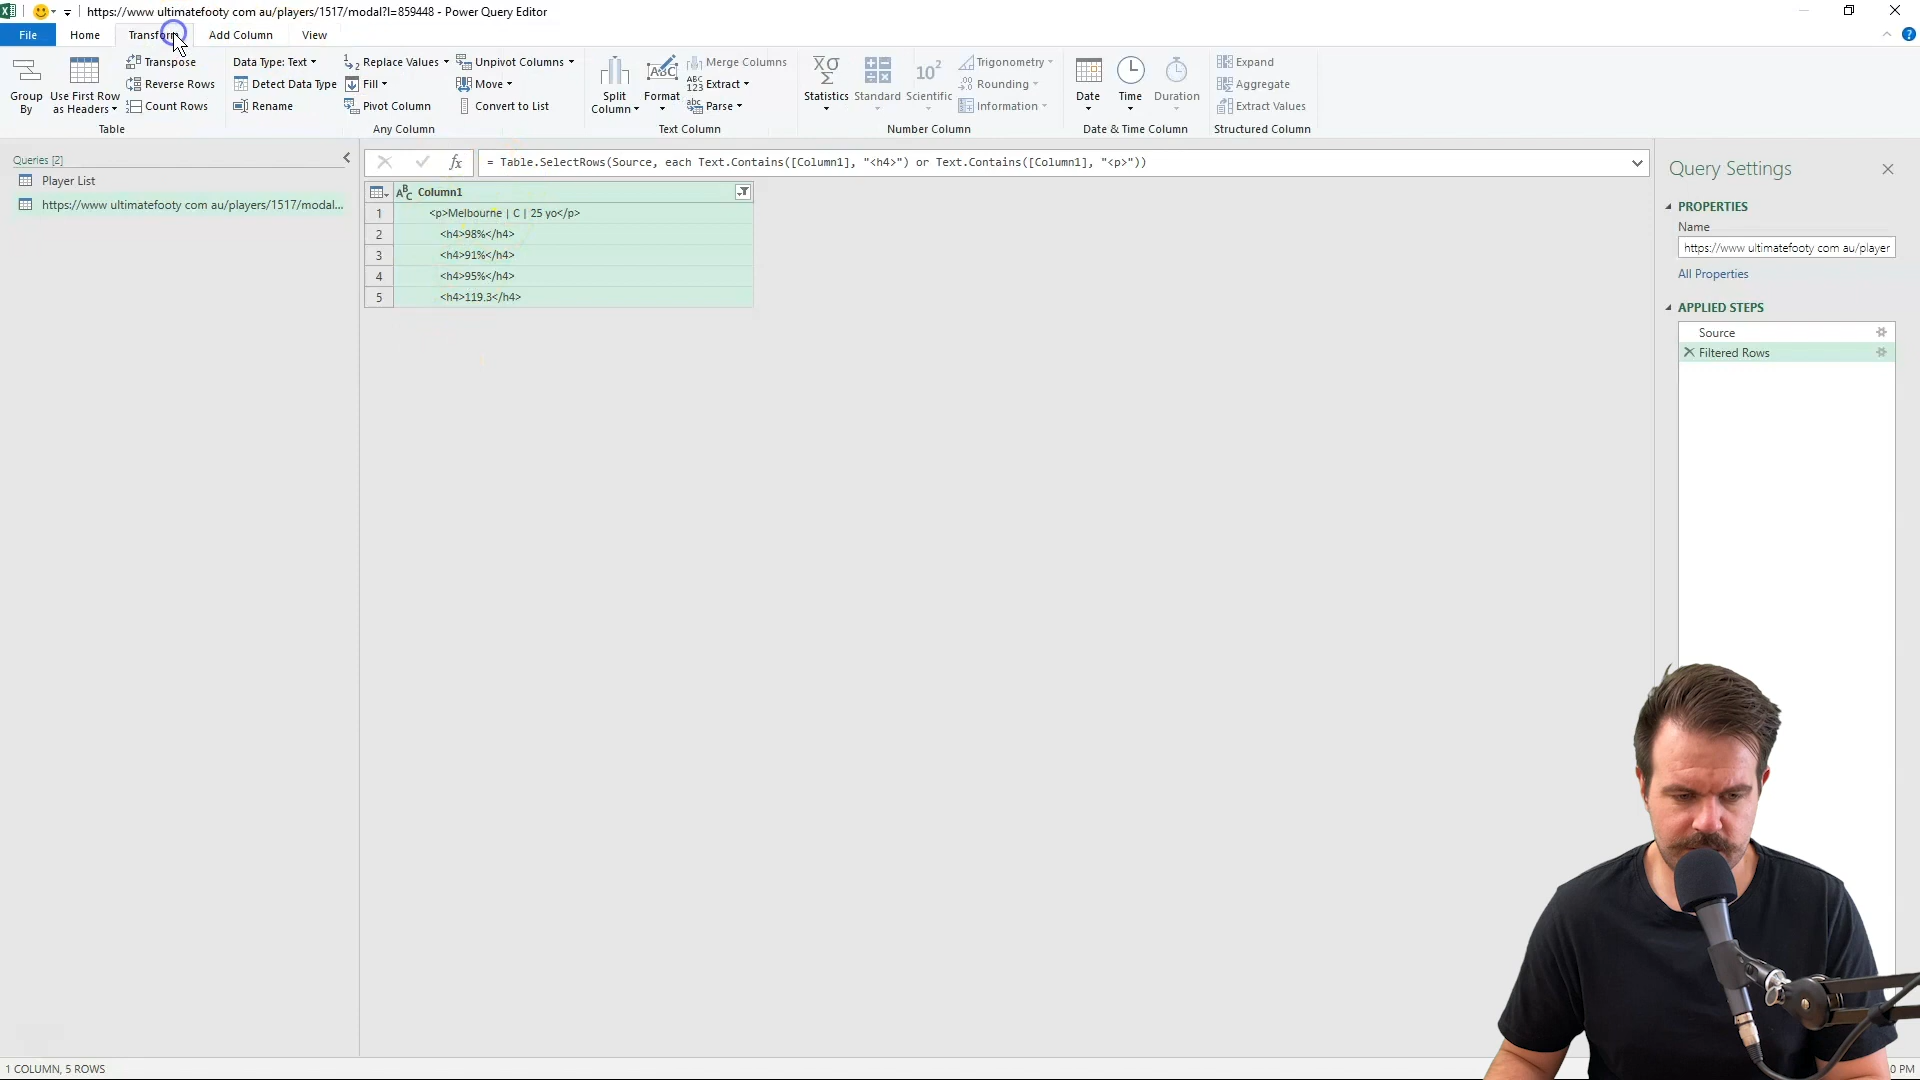 https://www ultimatefooty com au/players/1517/modal?l=859448 - Power Query Editor
File Home Transform Add Column View
Group By
Use First Row as Headers
Transpose
Reverse Rows
Count Rows
Table
Data Type: Text
Detect Data Type
Rename
Replace Values
Fill
Pivot Column
Unpivot Columns
Move
Convert to List
Any Column
Split Column
Format
Merge Columns
Extract
Parse
Text Column
Statistics
Standard
Scientific
Trigonometry
Rounding
Information
Number Column
Date
Time
Duration
Date & Time Column
Expand
Aggregate
Extract Values
Structured Column
Queries [2]
Player List
https://www ultimatefooty com au/players/1517/modal...
= Table.SelectRows(Source, each Text.Contains([Column1], "<h4>") or Text.Contains([Column1], "<p>"))
Column1
1 <p>Melbourne | C | 25 yo</p>
2 <h4>98%</h4>
3 <h4>91%</h4>
4 <h4>95%</h4>
5 <h4>119.3</h4>
Query Settings
PROPERTIES
Name
https://www ultimatefooty com au/player
All Properties
APPLIED STEPS
Source
Filtered Rows
1 COLUMN, 5 ROWS
PM